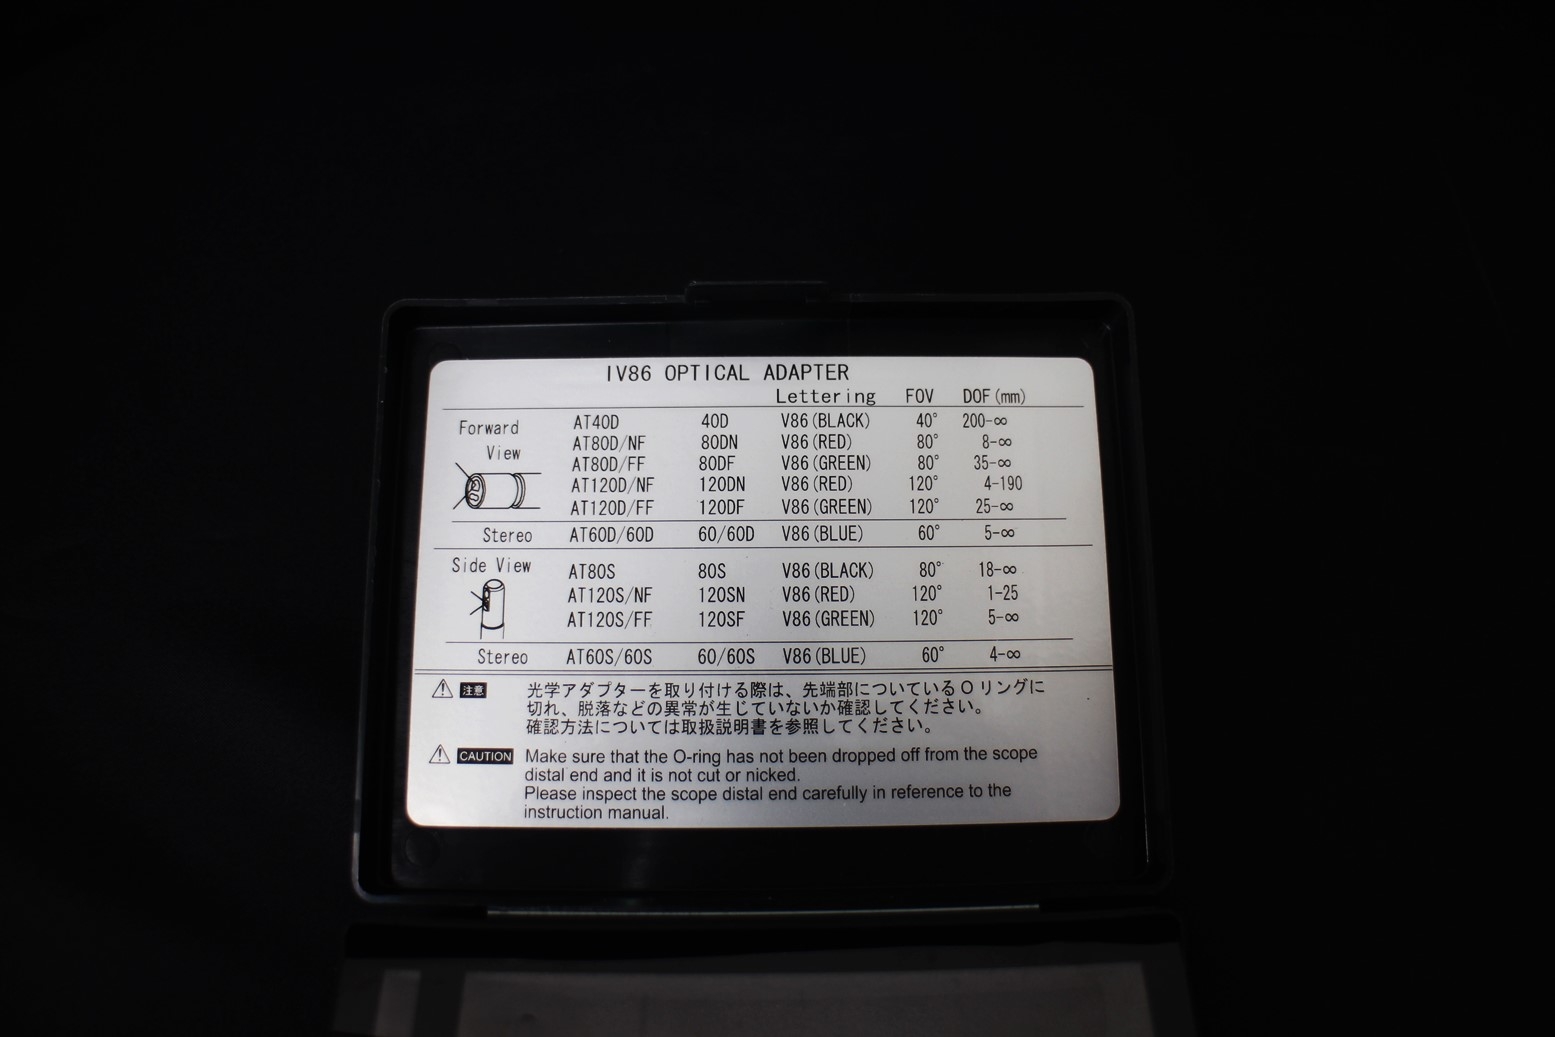 IV86 OPTICAL ADAPTER
Lettering FOV DOF(mm)
Forward View
AT40D 40D V86(BLACK) 40° 200-∞
AT80D/NF 80DN V86(RED) 80° 8-∞
AT80D/FF 80DF V86(GREEN) 80° 35-∞
AT120D/NF 120DN V86(RED) 120° 4-190
AT120D/FF 120DF V86(GREEN) 120° 25-∞
Stereo AT60D/60D 60/60D V86(BLUE) 60° 5-∞
Side View
AT80S 80S V86(BLACK) 80° 18-∞
AT120S/NF 120SN V86(RED) 120° 1-25
AT120S/FF 120SF V86(GREEN) 120° 5-∞
Stereo AT60S/60S 60/60S V86(BLUE) 60° 4-∞
注意 光学アダプターを取り付ける際は、先端部についているOリングに
切れ、脱落などの異常が生じていないか確認してください。
確認方法については取扱説明書を参照してください。
CAUTION Make sure that the O-ring has not been dropped off from the scope
distal end and it is not cut or nicked.
Please inspect the scope distal end carefully in reference to the
instruction manual.